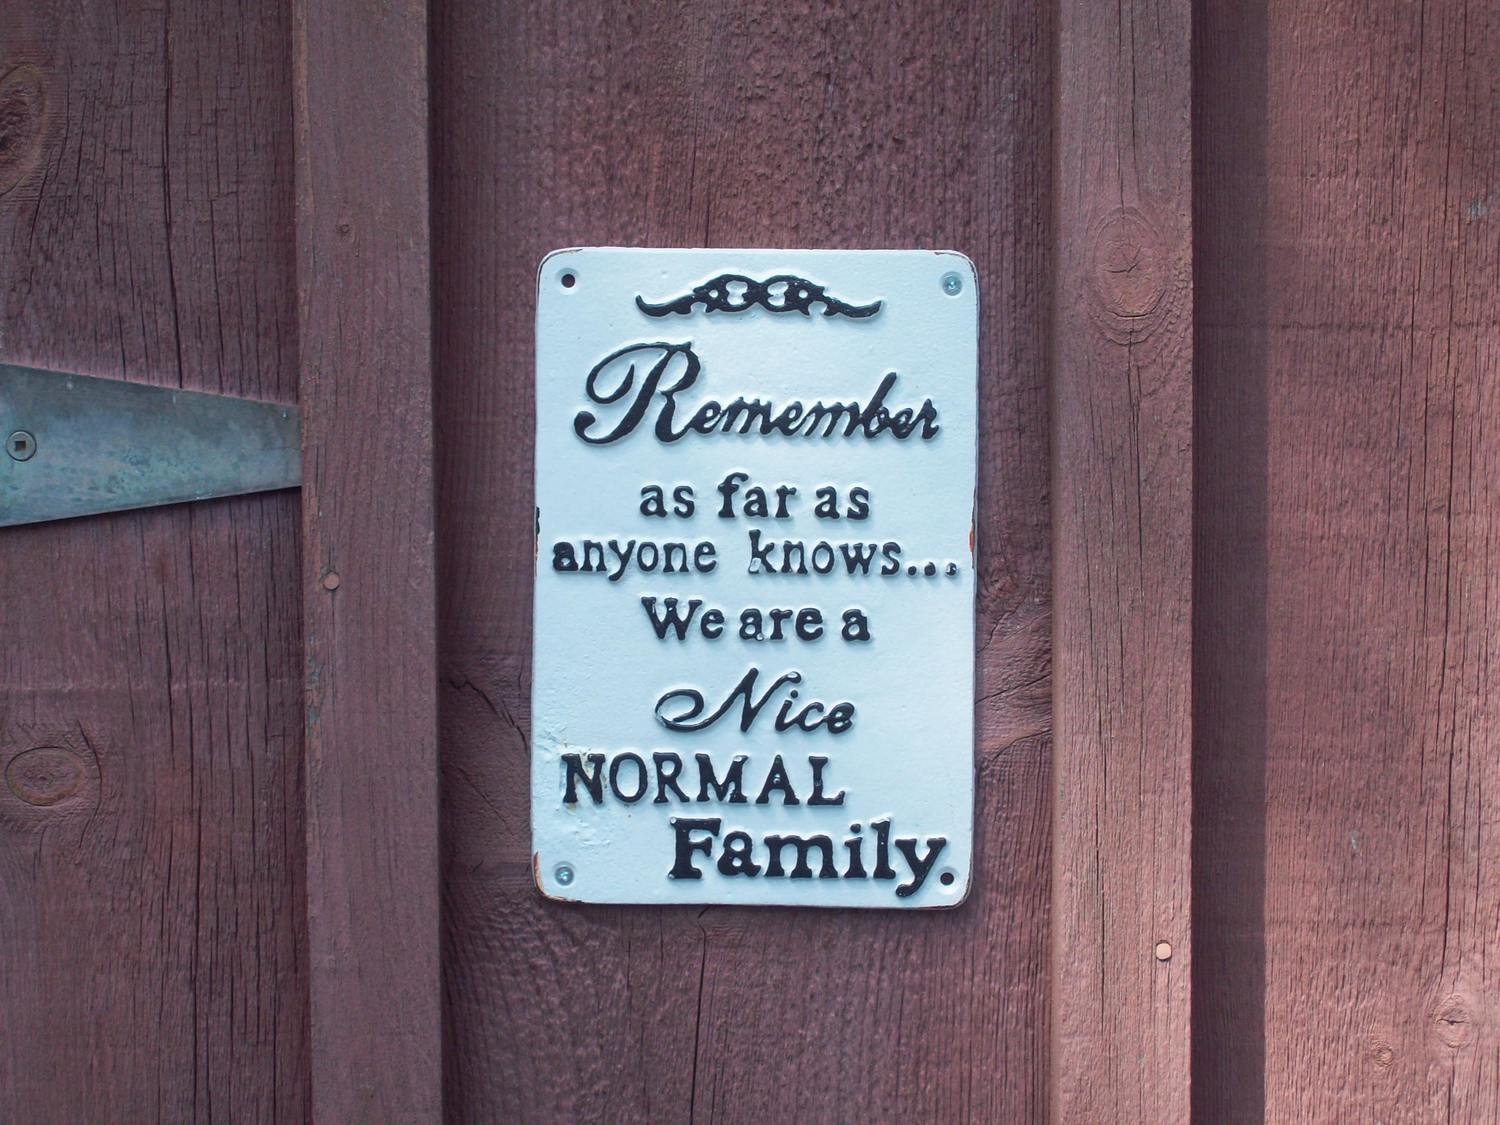 Remember
as far as
anyone knows...
We are a
Nice
NORMAL
Family.